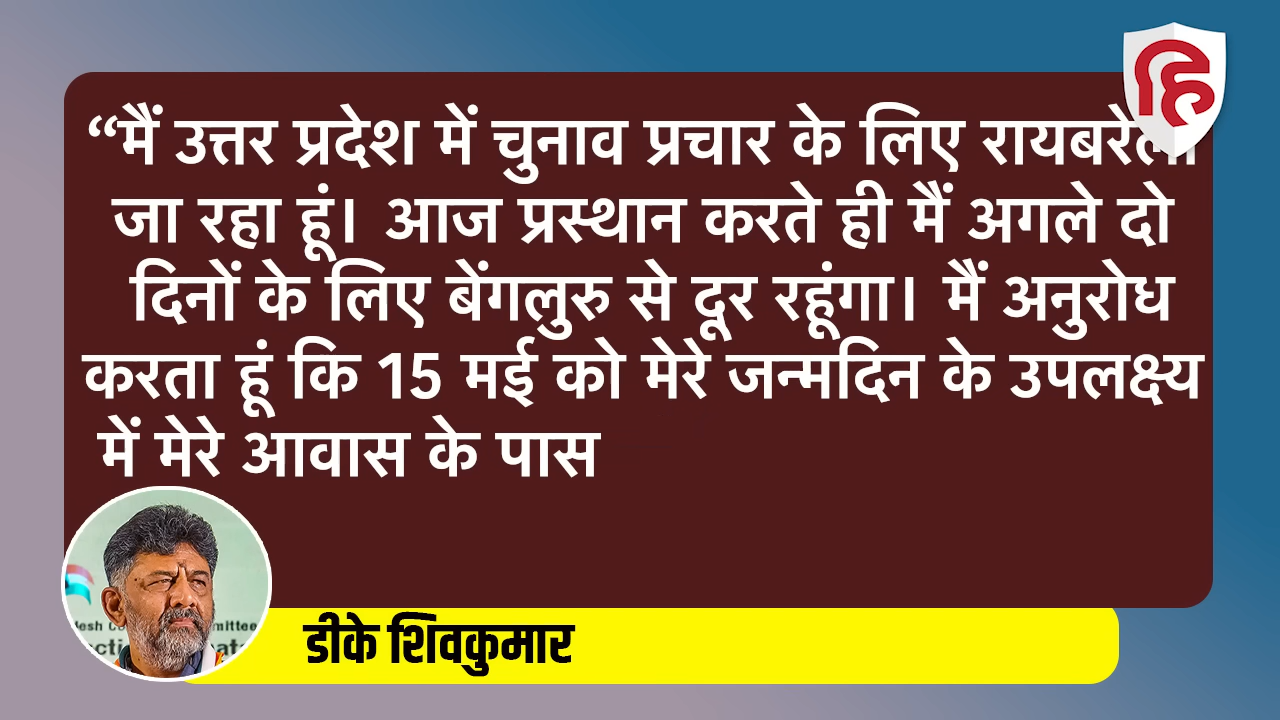 “मैं उत्तर प्रदेश में चुनाव प्रचार के लिए
जा रहा हूं। आज प्रस्थान करते ही मैं अगले दो
दिनों के लिए बेंगलुरु से दूर रहूंगा। मैं अनुरोध
करता हूं कि 15 मई को मेरे जन्मदिन के उपलक्ष्य
में मेरे आवास के पास
हि
डीके शिवकुमार